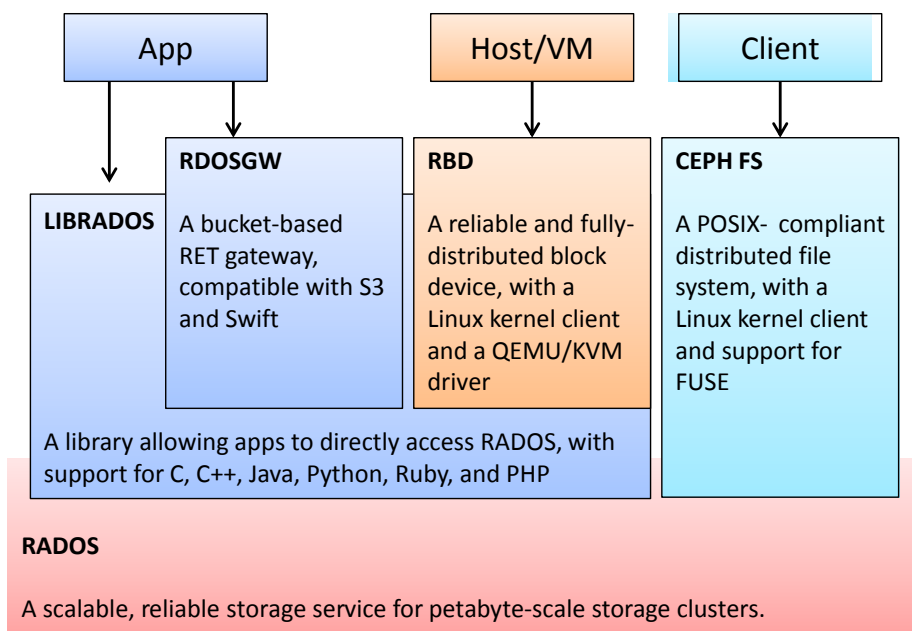 App
Host/VM
Client
RDOSGW
A bucket-based
RET gateway,
compatible with S3
and Swift
RBD
A reliable and fully-
distributed block
device, with a
Linux kernel client
and a QEMU/KVM
driver
CEPH FS
A POSIX- compliant
distributed file
system, with a
Linux kernel client
and support for
FUSE
LIBRADOS
A library allowing apps to directly access RADOS, with
support for C, C++, Java, Python, Ruby, and PHP
RADOS
A scalable, reliable storage service for petabyte-scale storage clusters.